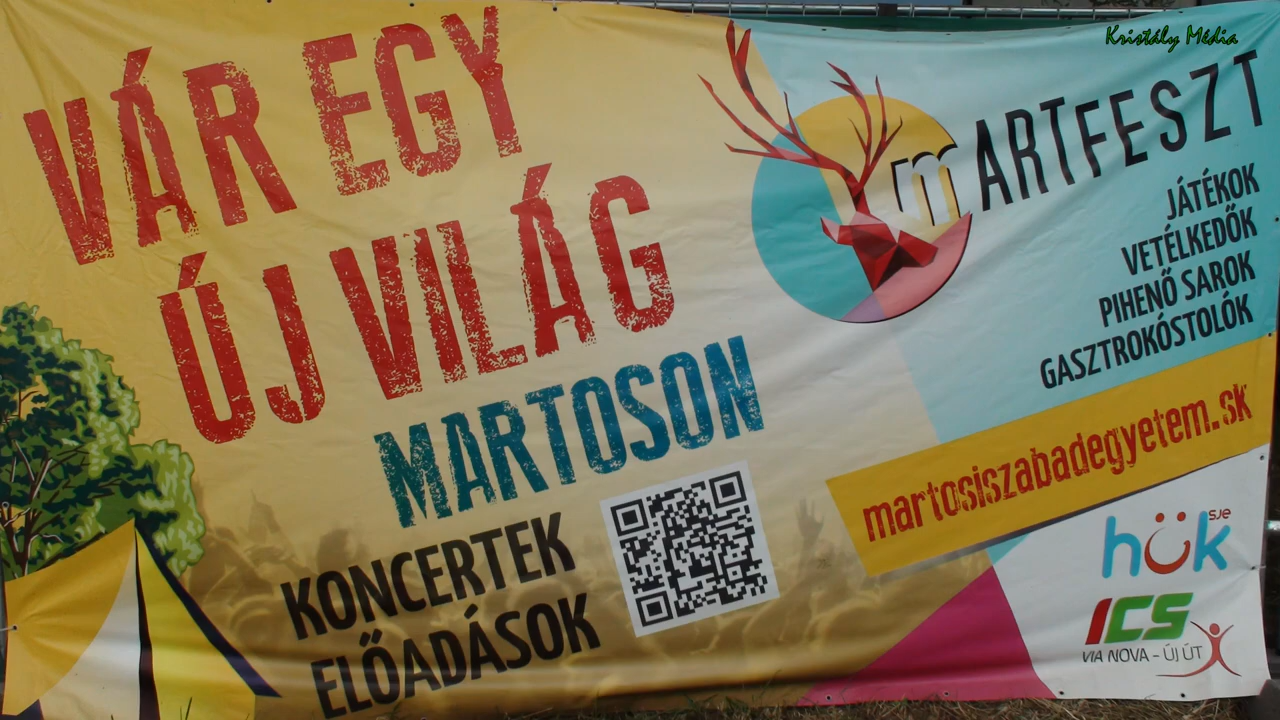 Kristály Média
VÁR EGY
ÚJ VILÁG
MARTOSON
KONCERTEK
ELŐADÁSOK
mARTFESZT
JÁTÉKOK
VETÉLKEDŐK
PIHENŐ SAROK
GASZTROKÓSTOLÓK
martosiszabadegyetem.sk
hük sje
ICS
VIA NOVA – ÚJ ÚT